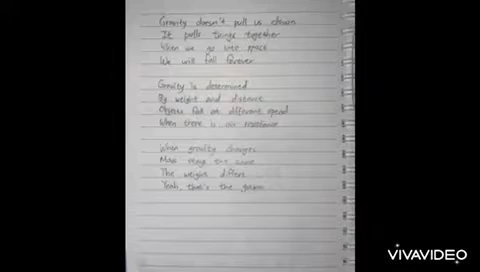 Gravity doesn't pull us down
It pulls things together
When we go into space
We will fall forever
Gravity is determined
By weight and distance
Objects fall at different speed
When there is air resistance
When gravity changes
Mass stays the same
The weight differs
Yeah, that's the game
VIVAVIDEO